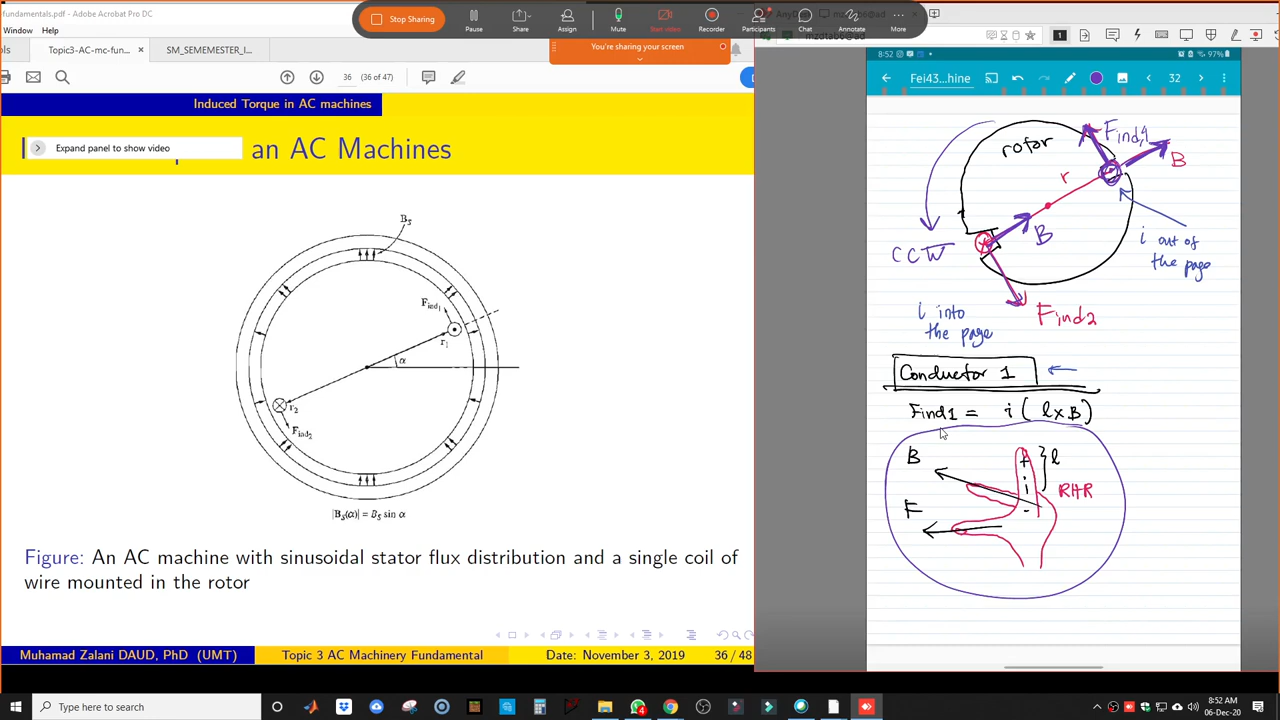 fundamentals.pdf - Adobe Acrobat Pro DC
Window
Help
Stop Sharing
Pause
Share
Assign
Mute
Start video
Recorder
Participants
Chat
Annotate
More
You're sharing your screen
ols
Topic3-AC-mc-fun...
SM_SEMEMESTER_I...
36
(36 of 47)
Induced Torque in AC machines
Expand panel to show video
an AC Machines
Bs
Find1
r1
α
r2
Find2
|Bs(α)| = Bs sin α
Figure: An AC machine with sinusoidal stator flux distribution and a single coil of
wire mounted in the rotor
Muhamad Zalani DAUD, PhD (UMT)
Topic 3 AC Machinery Fundamental
Date: November 3, 2019
36 / 48
1
8:52
97%
Fei43...hine
32
rotor
Find1
B
r
B
CCW
i out of
the page
i into
the page
Find2
Conductor 1
Find1 = i ( l x B )
B
l
i
RHR
F
Type here to search
4
8:52 AM
06-Dec-20